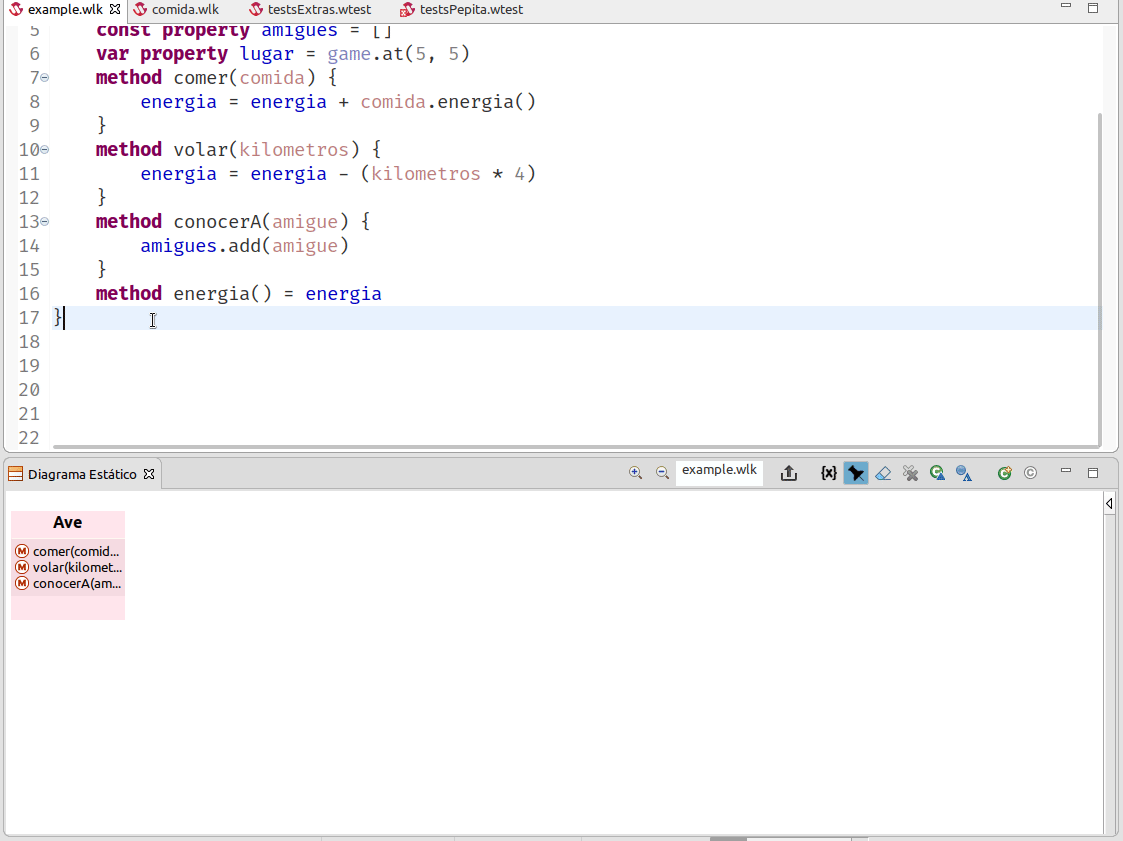 example.wlk comida.wlk testsExtras.wtest testsPepita.wtest
5 const property amigues = []
6 var property lugar = game.at(5, 5)
7 method comer(comida) {
8 energia = energia + comida.energia()
9 }
10 method volar(kilometros) {
11 energia = energia - (kilometros * 4)
12 }
13 method conocerA(amigue) {
14 amigues.add(amigue)
15 }
16 method energia() = energia
17 }
18
19
20
21
22
Diagrama Estático example.wlk {x} C C C
Ave
M comer(comid...
M volar(kilomet...
M conocerA(am...